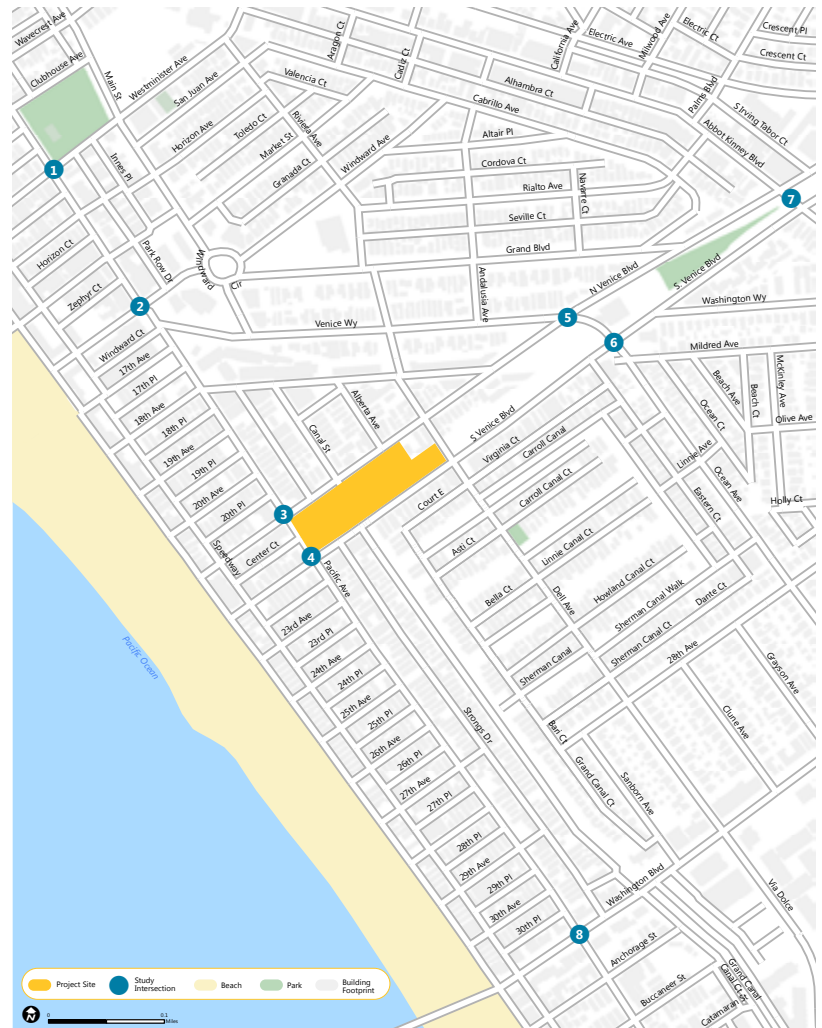 Wavecrest Ave
Clubhouse Ave
Main St
Westminister Ave
San Juan Ave
Aragon Ct
Valencia Ct
Cadiz Ct
California Ave
Electric Ave
Milwood Ave
Electric Ct
Crescent Pl
Crescent Ct
Alhambra Ct
Cabrillo Ave
Palms Blvd
S Irving Tabor Ct
Abbot Kinney Blvd
Horizon Ave
Toledo Ct
Market St
Riviera Ave
Granada Ct
Windward Ave
Altair Pl
Cordova Ct
Rialto Ave
Navarre Ct
Seville Ct
Grand Blvd
1
Innes Pl
7
Horizon Ct
Park Row Dr
Windward
Cir
Zephyr Ct
2
Andalusia Ave
N Venice Blvd
S. Venice Blvd
Washington Wy
Venice Wy
5
6
Mildred Ave
Windward Ct
17th Ave
17th Pl
18th Ave
18th Pl
19th Ave
19th Pl
20th Ave
20th Pl
Alberta Ave
Canal St
S Venice Blvd
Virginia Ct
Carroll Canal
Carroll Canal Ct
Beach Ave
Beach Ct
McKinley Ave
Ocean Ct
Olive Ave
Linnie Ave
Ocean Ave
Eastern Ct
Holly Ct
3
Center Ct
Speedway
4
Pacific Ave
Court E
Asti Ct
Linnie Canal Ct
Bella Ct
Dell Ave
Howland Canal Ct
Sherman Canal Walk
Dante Ct
Sherman Canal
Sherman Canal Ct
28th Ave
Grayson Ave
Clune Ave
23rd Ave
23rd Pl
24th Ave
24th Pl
25th Ave
25th Pl
26th Ave
26th Pl
27th Ave
27th Pl
28th Pl
29th Ave
29th Pl
30th Ave
30th Pl
Pacific Ocean
Strongs Dr
Ban Ct
Grand Canal Ct
Sanborn Ave
Washington Blvd
Via Dolce
8
Anchorage St
Buccaneer St
Grand Canal
Canal Ct
Catamaran
Project Site
Study
Intersection
Beach
Park
Building
Footprint
0
0.1
Miles